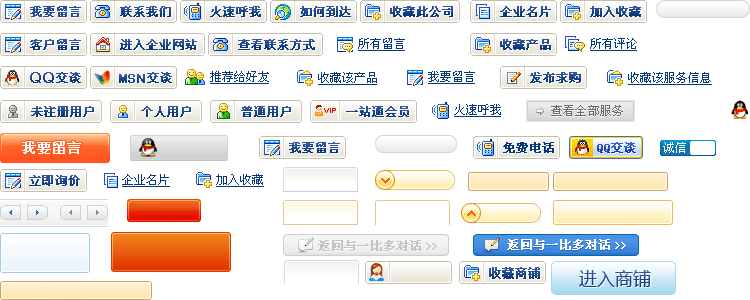 我要留言 联系我们 火速呼我 如何到达 收藏此公司 企业名片 加入收藏
客户留言 进入企业网站 查看联系方式 所有留言 收藏产品 所有评论
QQ交谈 MSN交谈 推荐给好友 收藏该产品 我要留言 发布求购 收藏该服务信息
未注册用户 个人用户 普通用户 VIP 一站通会员 火速呼我 查看全部服务
我要留言 我要留言 免费电话 QQ交谈 诚信
立即询价 企业名片 加入收藏
返回与一比多对话 >> 返回与一比多对话 >>
收藏商铺 进入商铺